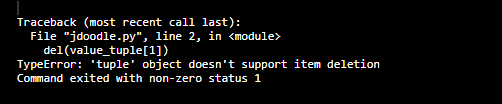 Traceback (most recent call last):
  File "jdoodle.py", line 2, in <module>
    del(value_tuple[1])
TypeError: 'tuple' object doesn't support item deletion
Command exited with non-zero status 1